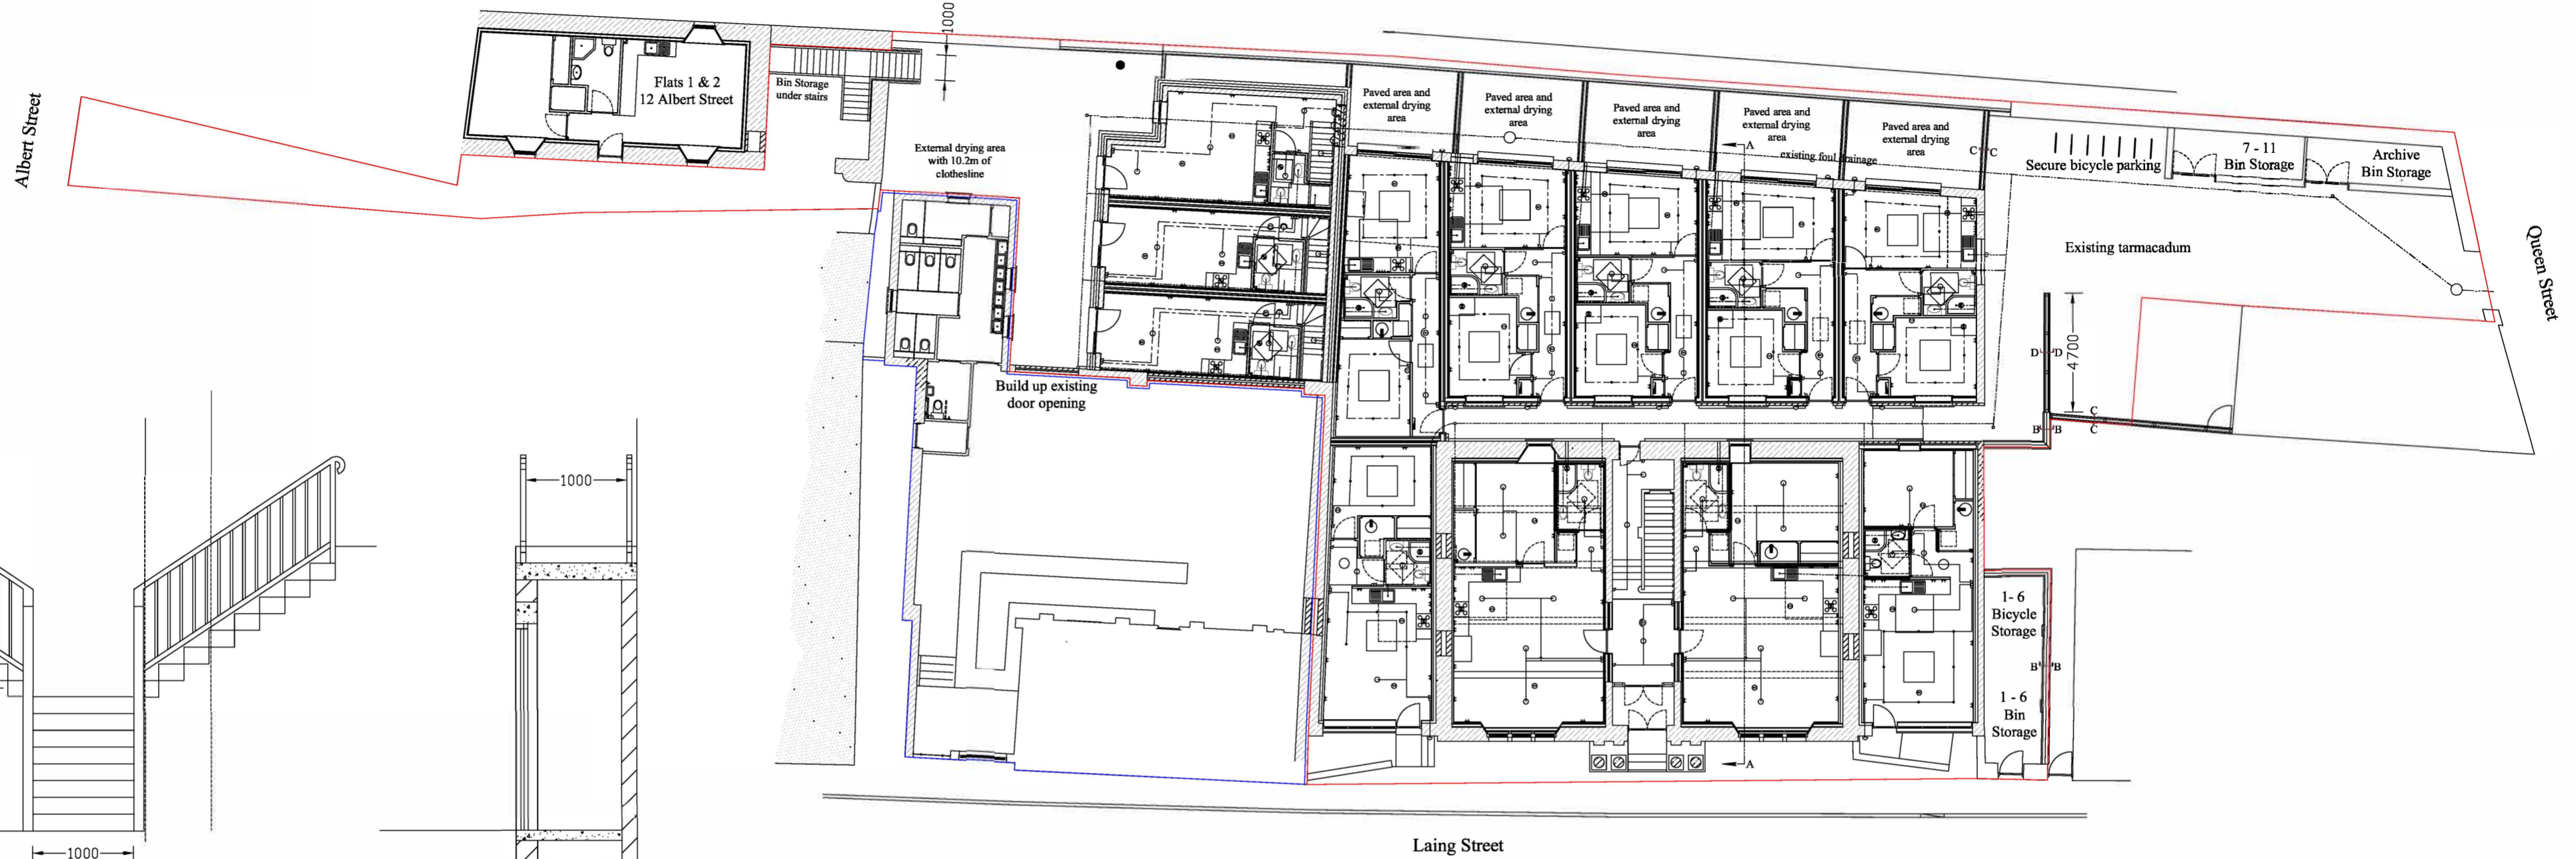 Albert Street
Flats 1 & 2
12 Albert Street
Bin Storage
under stairs
1000
External drying area
with 10.2m of
clothesline
Paved area and
external drying
area
Paved area and
external drying
area
Paved area and
external drying
area
Paved area and
external drying
area
Paved area and
external drying
area
A
existing foul drainage
C
C
Secure bicycle parking
7 - 11
Bin Storage
Archive
Bin Storage
Existing tarmacadum
Queen Street
D
D
4700
C
C
B
B
Build up existing
door opening
1000
1- 6
Bicycle
Storage
B
B
1 - 6
Bin
Storage
A
1000
Laing Street